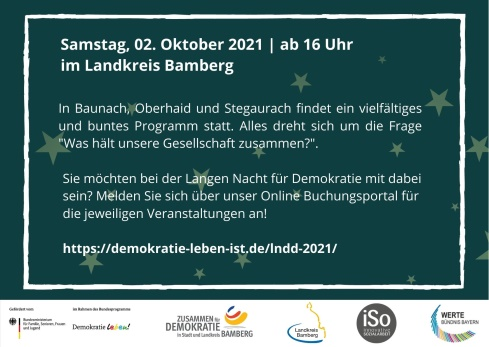 Samstag, 02. Oktober 2021 | ab 16 Uhr
im Landkreis Bamberg
In Baunach, Oberhaid und Stegaurach findet ein vielfältiges
und buntes Programm statt. Alles dreht sich um die Frage
"Was hält unsere Gesellschaft zusammen?".
Sie möchten bei der Langen Nacht für Demokratie mit dabei
sein? Melden Sie sich über unser Online Buchungsportal für
die jeweiligen Veranstaltungen an!
https://demokratie-leben-ist.de/lndd-2021/
Gefördert vom
im Rahmen des Bundesprogramms
Bundesministerium
für Familie, Senioren, Frauen
und Jugend
Demokratie leben!
ZUSAMMEN FÜR
DEMOKRATIE
in Stadt und Landkreis BAMBERG
Landkreis
Bamberg
iSo
innovative
SOZIALARBEIT
WERTE
BÜNDNIS BAYERN